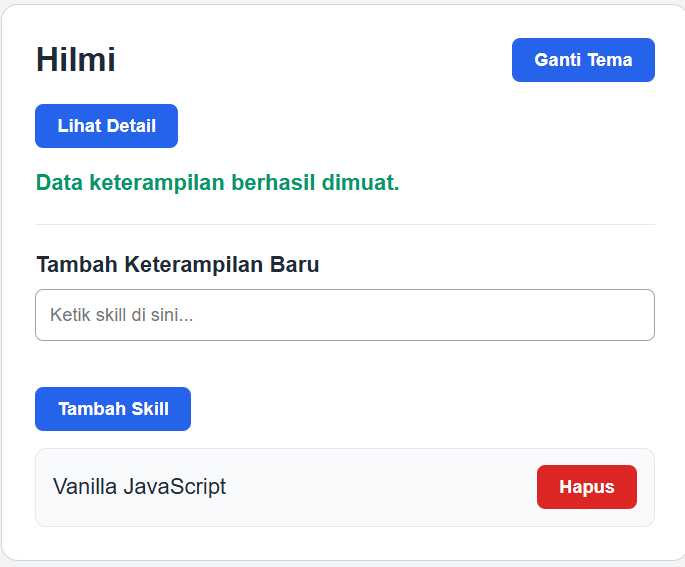 Hilmi
Ganti Tema
Lihat Detail
Data keterampilan berhasil dimuat.
Tambah Keterampilan Baru
Ketik skill di sini...
Tambah Skill
Vanilla JavaScript
Hapus